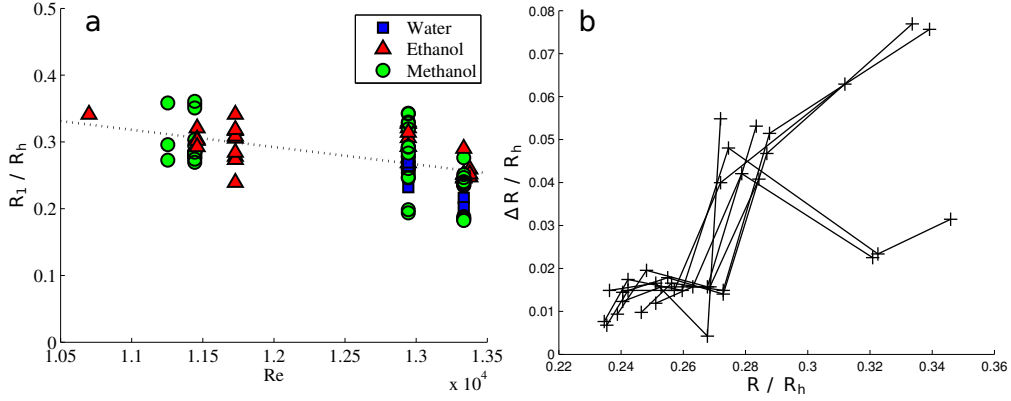 a
Water
Ethanol
Methanol
R₁ / Rₕ
0.5
0.4
0.3
0.2
0.1
0
1.05 1.1 1.15 1.2 1.25 1.3 1.35
Re
x 10⁴
b
Δ R / Rₕ
0.08
0.07
0.06
0.05
0.04
0.03
0.02
0.01
0
0.22 0.24 0.26 0.28 0.3 0.32 0.34 0.36
R / Rₕ